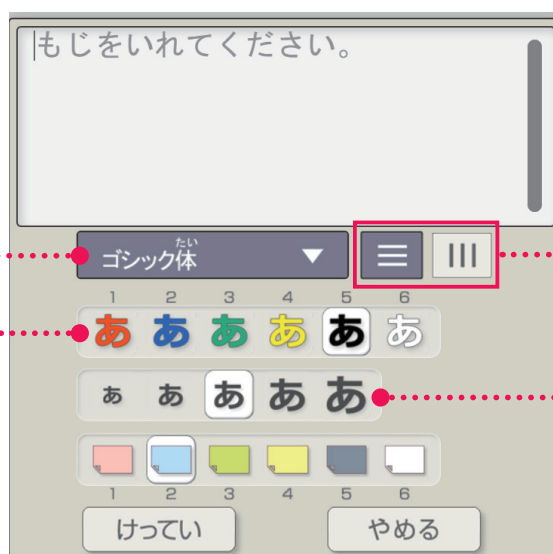 もじをいれてください。
たい
ゴシック体
1 2 3 4 5 6
あ あ あ あ あ あ
あ あ あ あ あ
1 2 3 4 5 6
けってい やめる